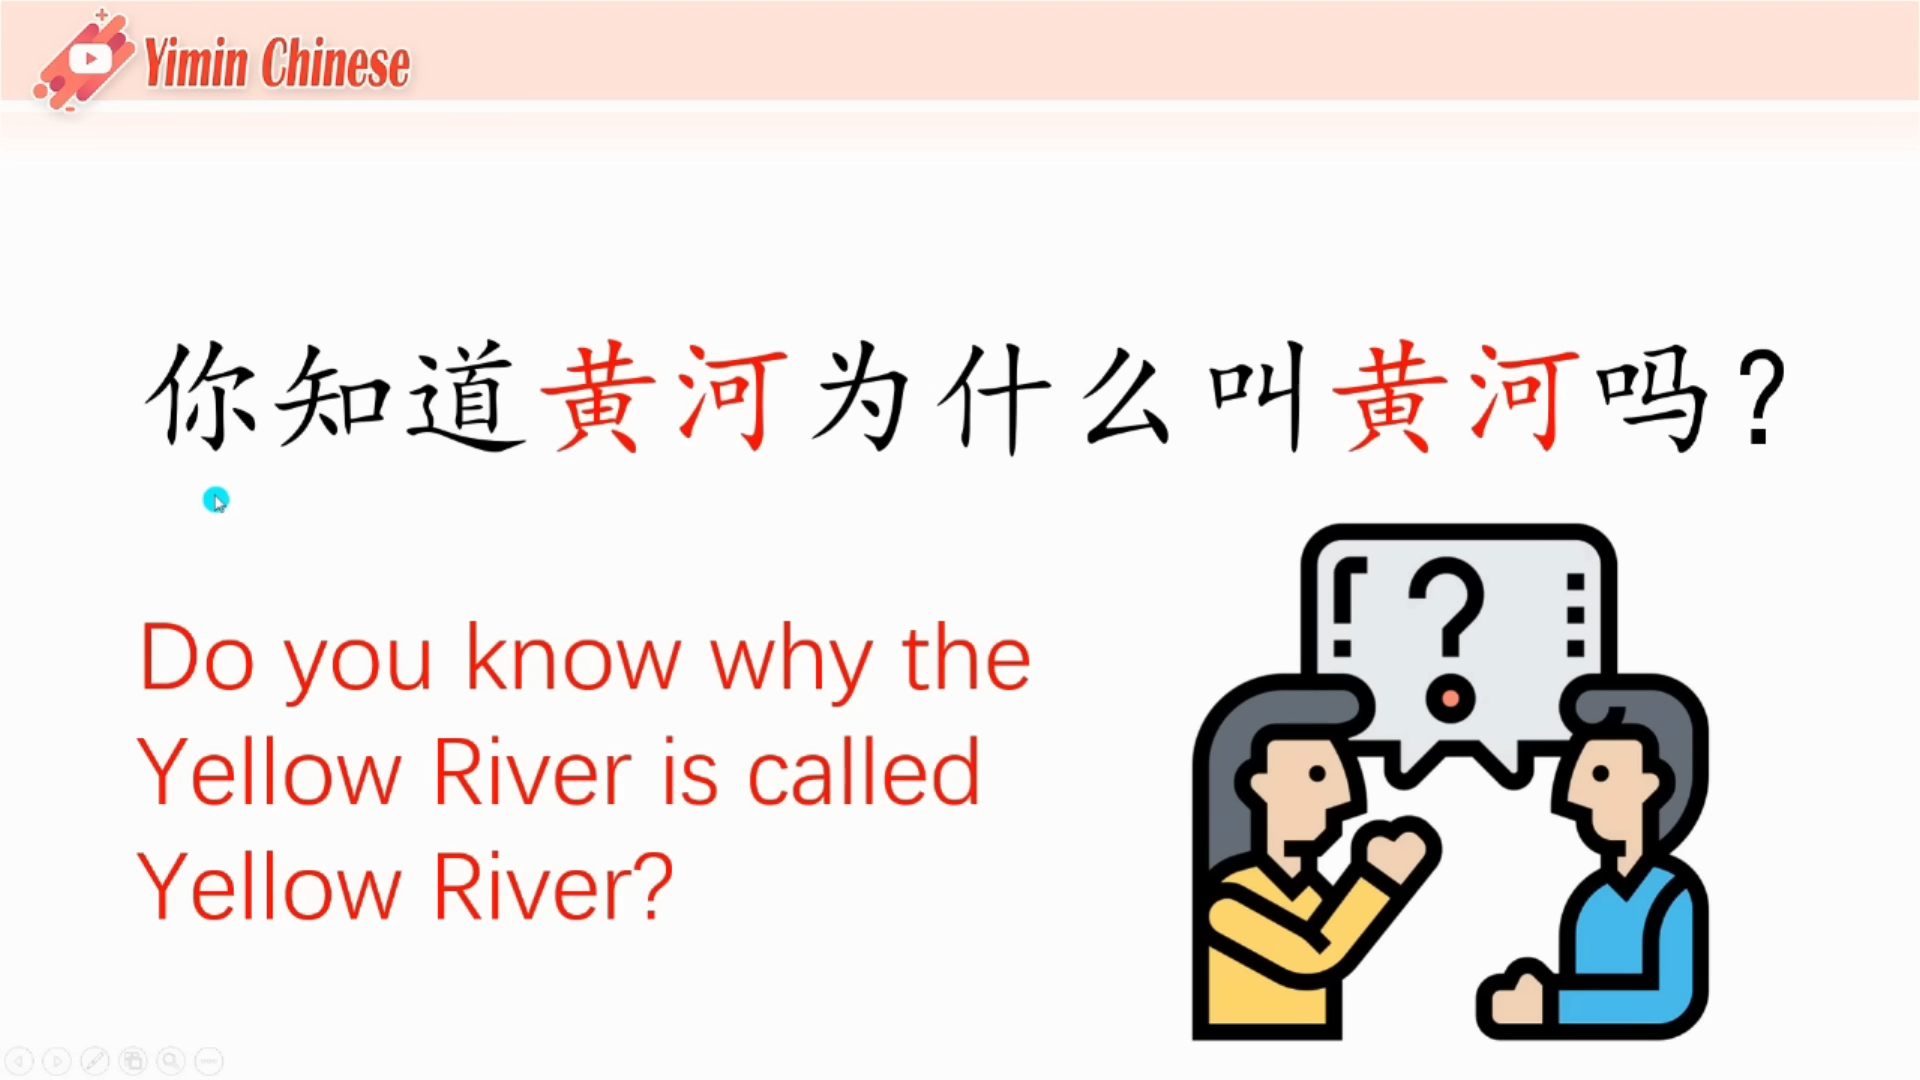 Yimin Chinese
你知道黄河为什么叫黄河吗?
Do you know why the
Yellow River is called
Yellow River?